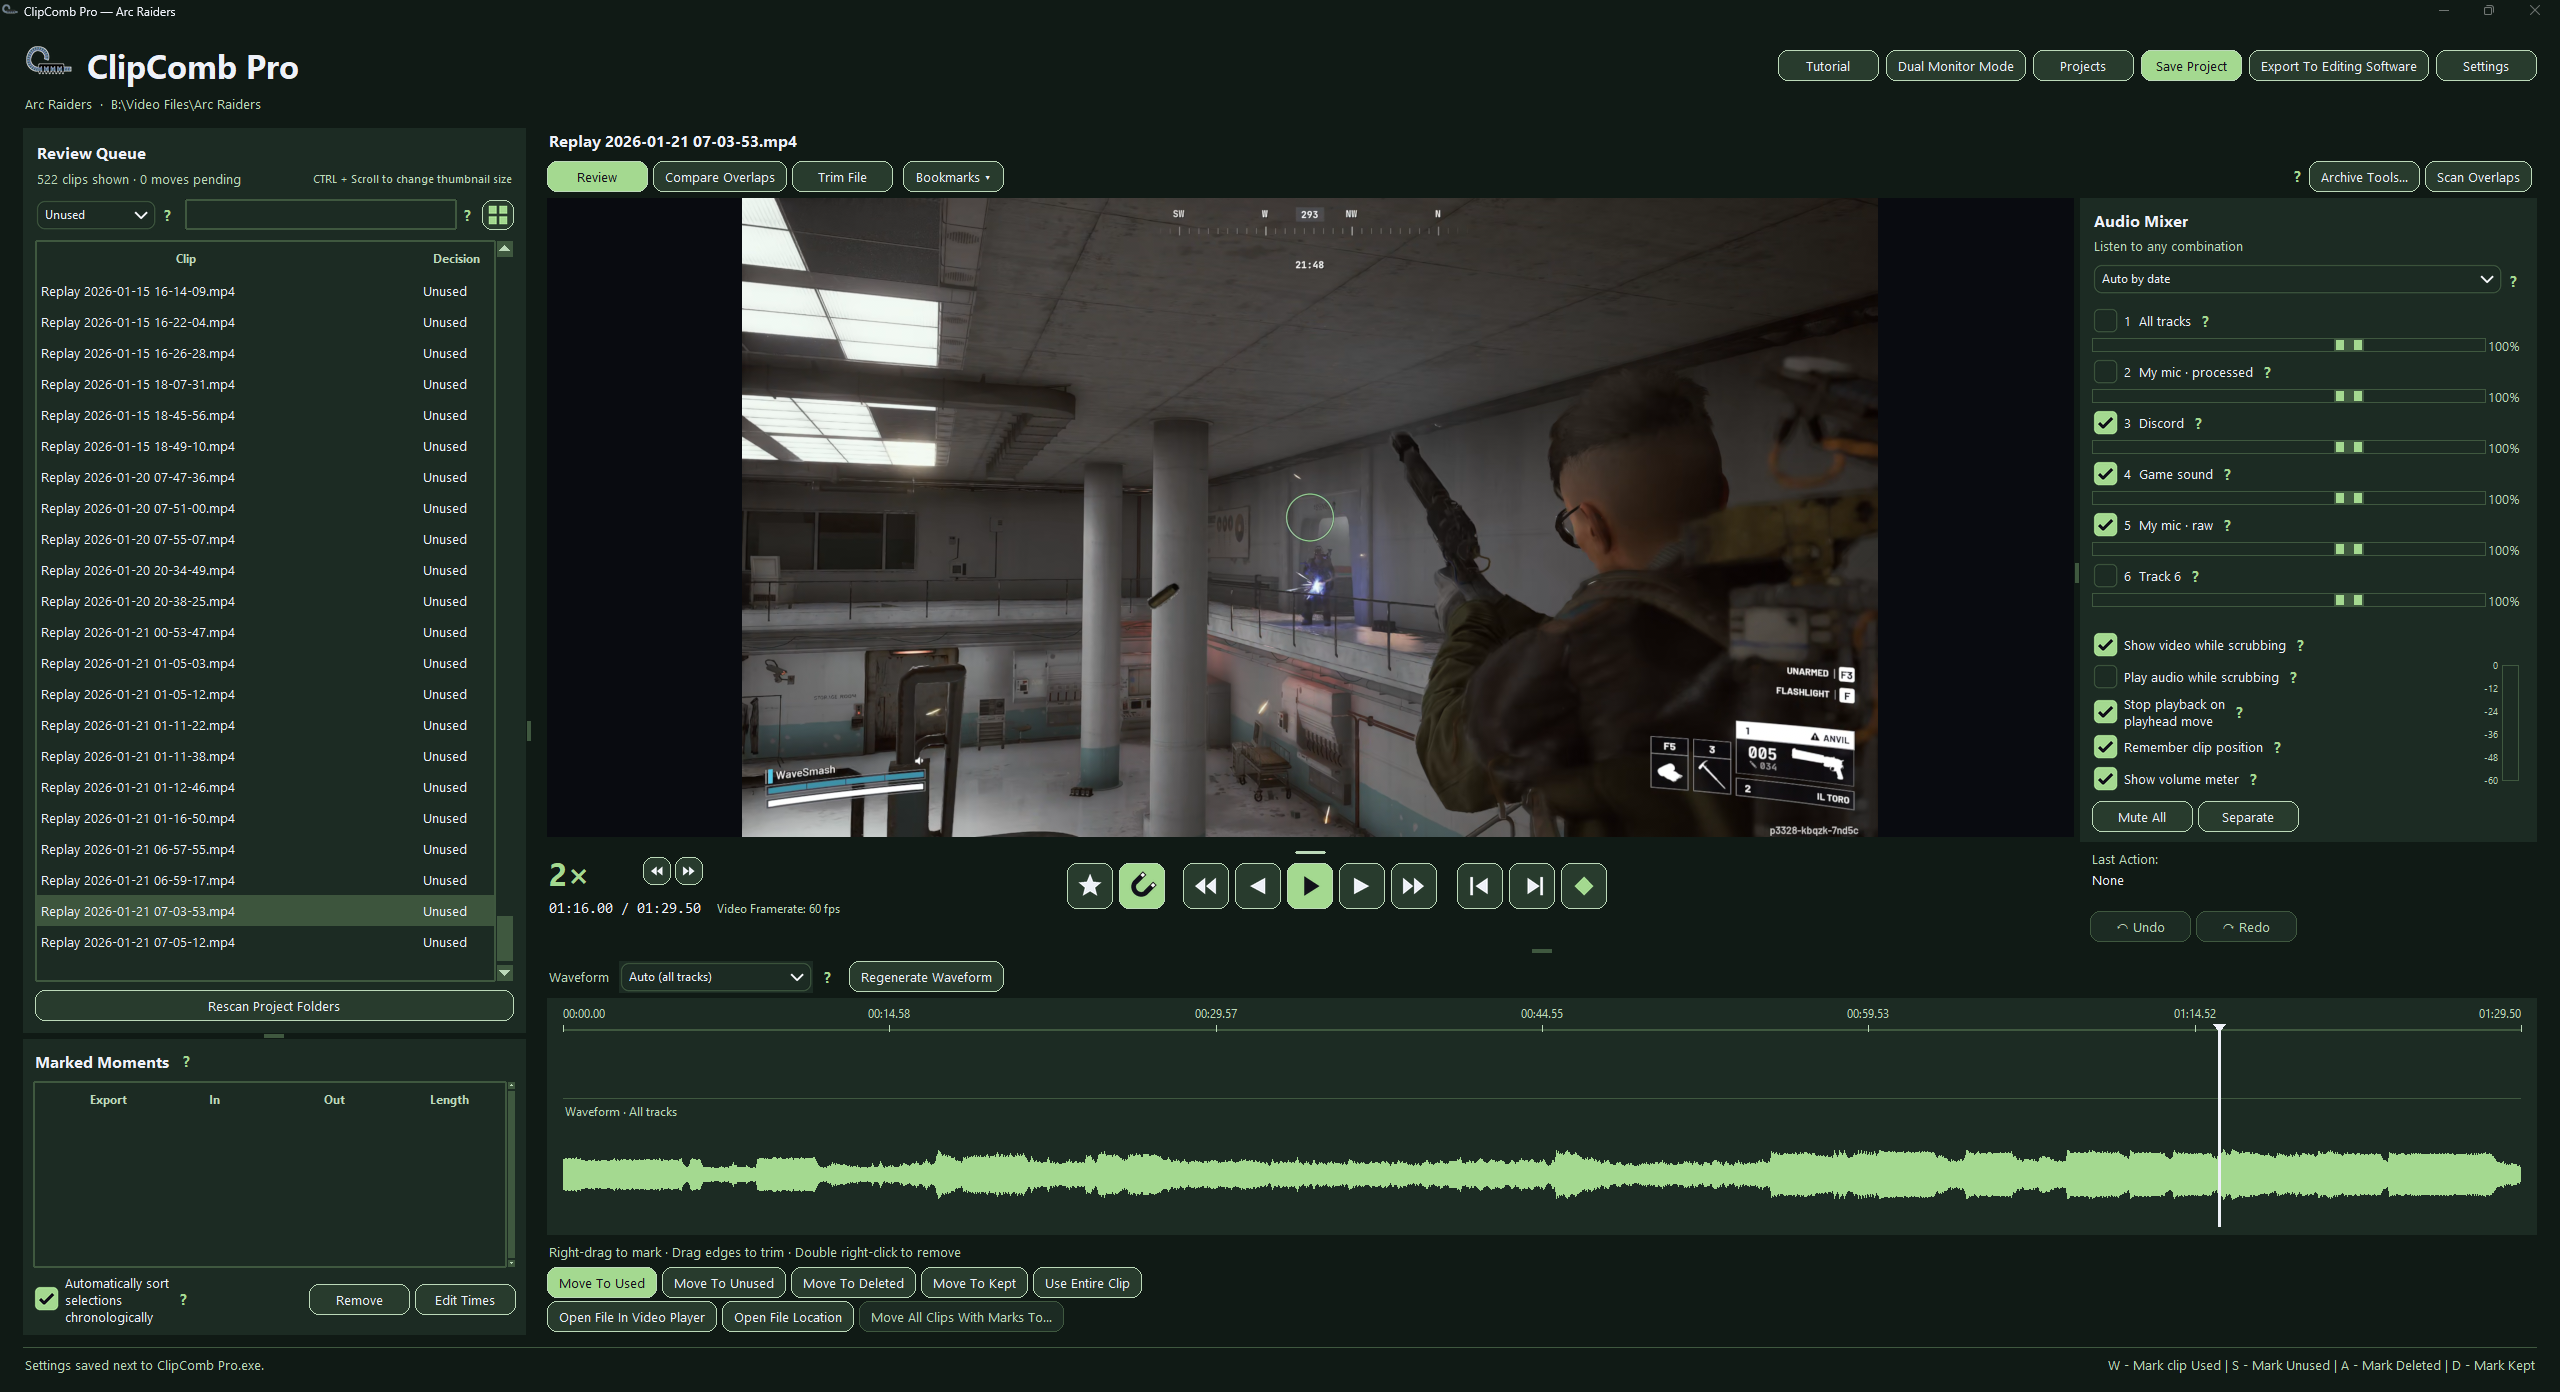 ClipComb Pro — Arc Raiders
ClipComb Pro
Tutorial
Dual Monitor Mode
Projects
Save Project
Export To Editing Software
Settings
Arc Raiders · B:\Video Files\Arc Raiders
Review Queue
522 clips shown · 0 moves pending
CTRL + Scroll to change thumbnail size
Unused
?
?
Clip Decision
Replay 2026-01-15 16-14-09.mp4 Unused
Replay 2026-01-15 16-22-04.mp4 Unused
Replay 2026-01-15 16-26-28.mp4 Unused
Replay 2026-01-15 18-07-31.mp4 Unused
Replay 2026-01-15 18-45-56.mp4 Unused
Replay 2026-01-15 18-49-10.mp4 Unused
Replay 2026-01-20 07-47-36.mp4 Unused
Replay 2026-01-20 07-51-00.mp4 Unused
Replay 2026-01-20 07-55-07.mp4 Unused
Replay 2026-01-20 20-34-49.mp4 Unused
Replay 2026-01-20 20-38-25.mp4 Unused
Replay 2026-01-21 00-53-47.mp4 Unused
Replay 2026-01-21 01-05-03.mp4 Unused
Replay 2026-01-21 01-05-12.mp4 Unused
Replay 2026-01-21 01-11-22.mp4 Unused
Replay 2026-01-21 01-11-38.mp4 Unused
Replay 2026-01-21 01-12-46.mp4 Unused
Replay 2026-01-21 01-16-50.mp4 Unused
Replay 2026-01-21 06-57-55.mp4 Unused
Replay 2026-01-21 06-59-17.mp4 Unused
Replay 2026-01-21 07-03-53.mp4 Unused
Replay 2026-01-21 07-05-12.mp4 Unused
Rescan Project Folders
Marked Moments ?
Export In Out Length
Automatically sort
selections
chronologically
?
Remove
Edit Times
Replay 2026-01-21 07-03-53.mp4
Review
Compare Overlaps
Trim File
Bookmarks
?
Archive Tools...
Scan Overlaps
SW W 293 NW N
21:48
STORAGE ROOM
UNARMED | F3
FLASHLIGHT | F
1 ANVIL
F5
3
005
034
2 IL TORO
WaveSmash
p3328-kbqzk-7nd5c
2×
01:16.00 / 01:29.50 Video Framerate: 60 fps
Waveform
Auto (all tracks)
?
Regenerate Waveform
00:00.00 00:14.58 00:29.57 00:44.55 00:59.53 01:14.52 01:29.50
Waveform · All tracks
Right-drag to mark · Drag edges to trim · Double right-click to remove
Move To Used
Move To Unused
Move To Deleted
Move To Kept
Use Entire Clip
Open File In Video Player
Open File Location
Move All Clips With Marks To...
Audio Mixer
Listen to any combination
Auto by date
?
1 All tracks ?
100%
2 My mic · processed ?
100%
3 Discord ?
100%
4 Game sound ?
100%
5 My mic · raw ?
100%
6 Track 6 ?
100%
Show video while scrubbing ?
Play audio while scrubbing ?
Stop playback on
playhead move
?
Remember clip position ?
Show volume meter ?
0
-12
-24
-36
-48
-60
Mute All
Separate
Last Action:
None
Undo
Redo
Settings saved next to ClipComb Pro.exe.
W - Mark clip Used | S - Mark Unused | A - Mark Deleted | D - Mark Kept